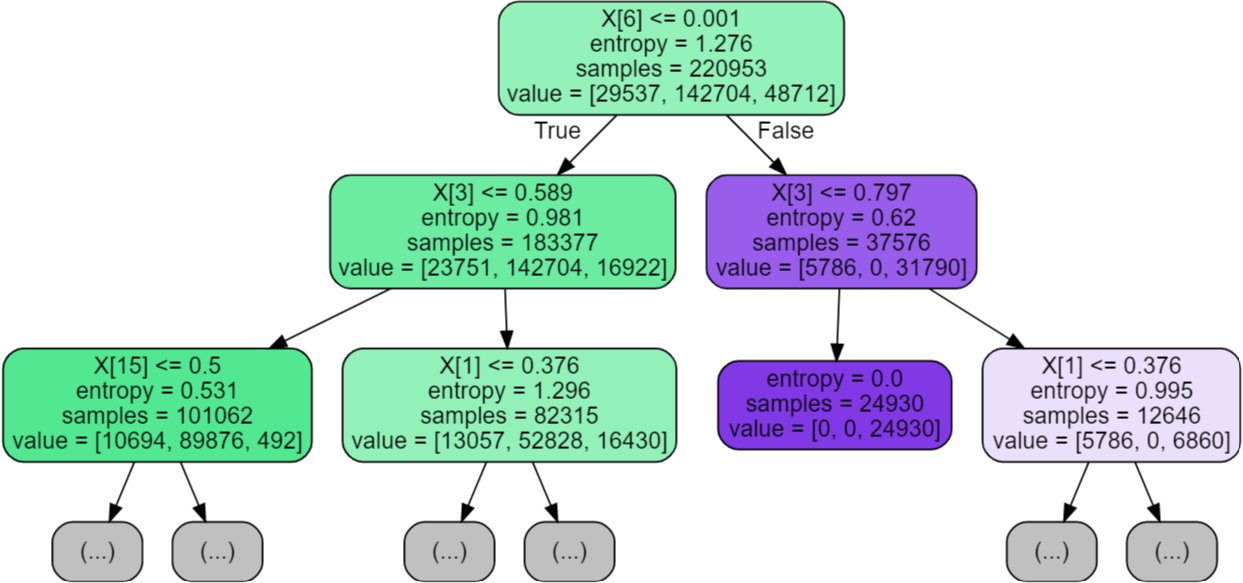 X[6] <= 0.001
entropy = 1.276
samples = 220953
value = [29537, 142704, 48712]
True
False
X[3] <= 0.589
entropy = 0.981
samples = 183377
value = [23751, 142704, 16922]
X[3] <= 0.797
entropy = 0.62
samples = 37576
value = [5786, 0, 31790]
X[15] <= 0.5
entropy = 0.531
samples = 101062
value = [10694, 89876, 492]
X[1] <= 0.376
entropy = 1.296
samples = 82315
value = [13057, 52828, 16430]
entropy = 0.0
samples = 24930
value = [0, 0, 24930]
X[1] <= 0.376
entropy = 0.995
samples = 12646
value = [5786, 0, 6860]
(...)
(...)
(...)
(...)
(...)
(...)